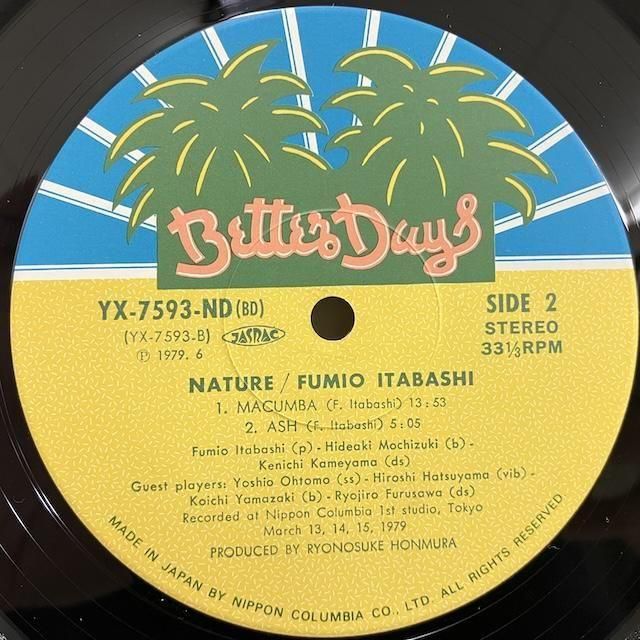 Better Days
YX-7593-ND (BD)
(YX-7593-B) JASRAC
Ⓟ 1979. 6
SIDE 2
STEREO
33⅓RPM
NATURE / FUMIO ITABASHI
1. MACUMBA (F. Itabashi) 13:53
2. ASH (F. Itabashi) 5:05
Fumio Itabashi (p) - Hideaki Mochizuki (b) -
Kenichi Kameyama (ds)
Guest players: Yoshio Ohtomo (ss) - Hiroshi Hatsuyama (vib) -
Koichi Yamazaki (b) - Ryojiro Furusawa (ds)
Recorded at Nippon Columbia 1st studio, Tokyo
March 13, 14, 15, 1979
PRODUCED BY RYONOSUKE HONMURA
MADE IN JAPAN BY NIPPON COLUMBIA CO., LTD. ALL RIGHTS RESERVED